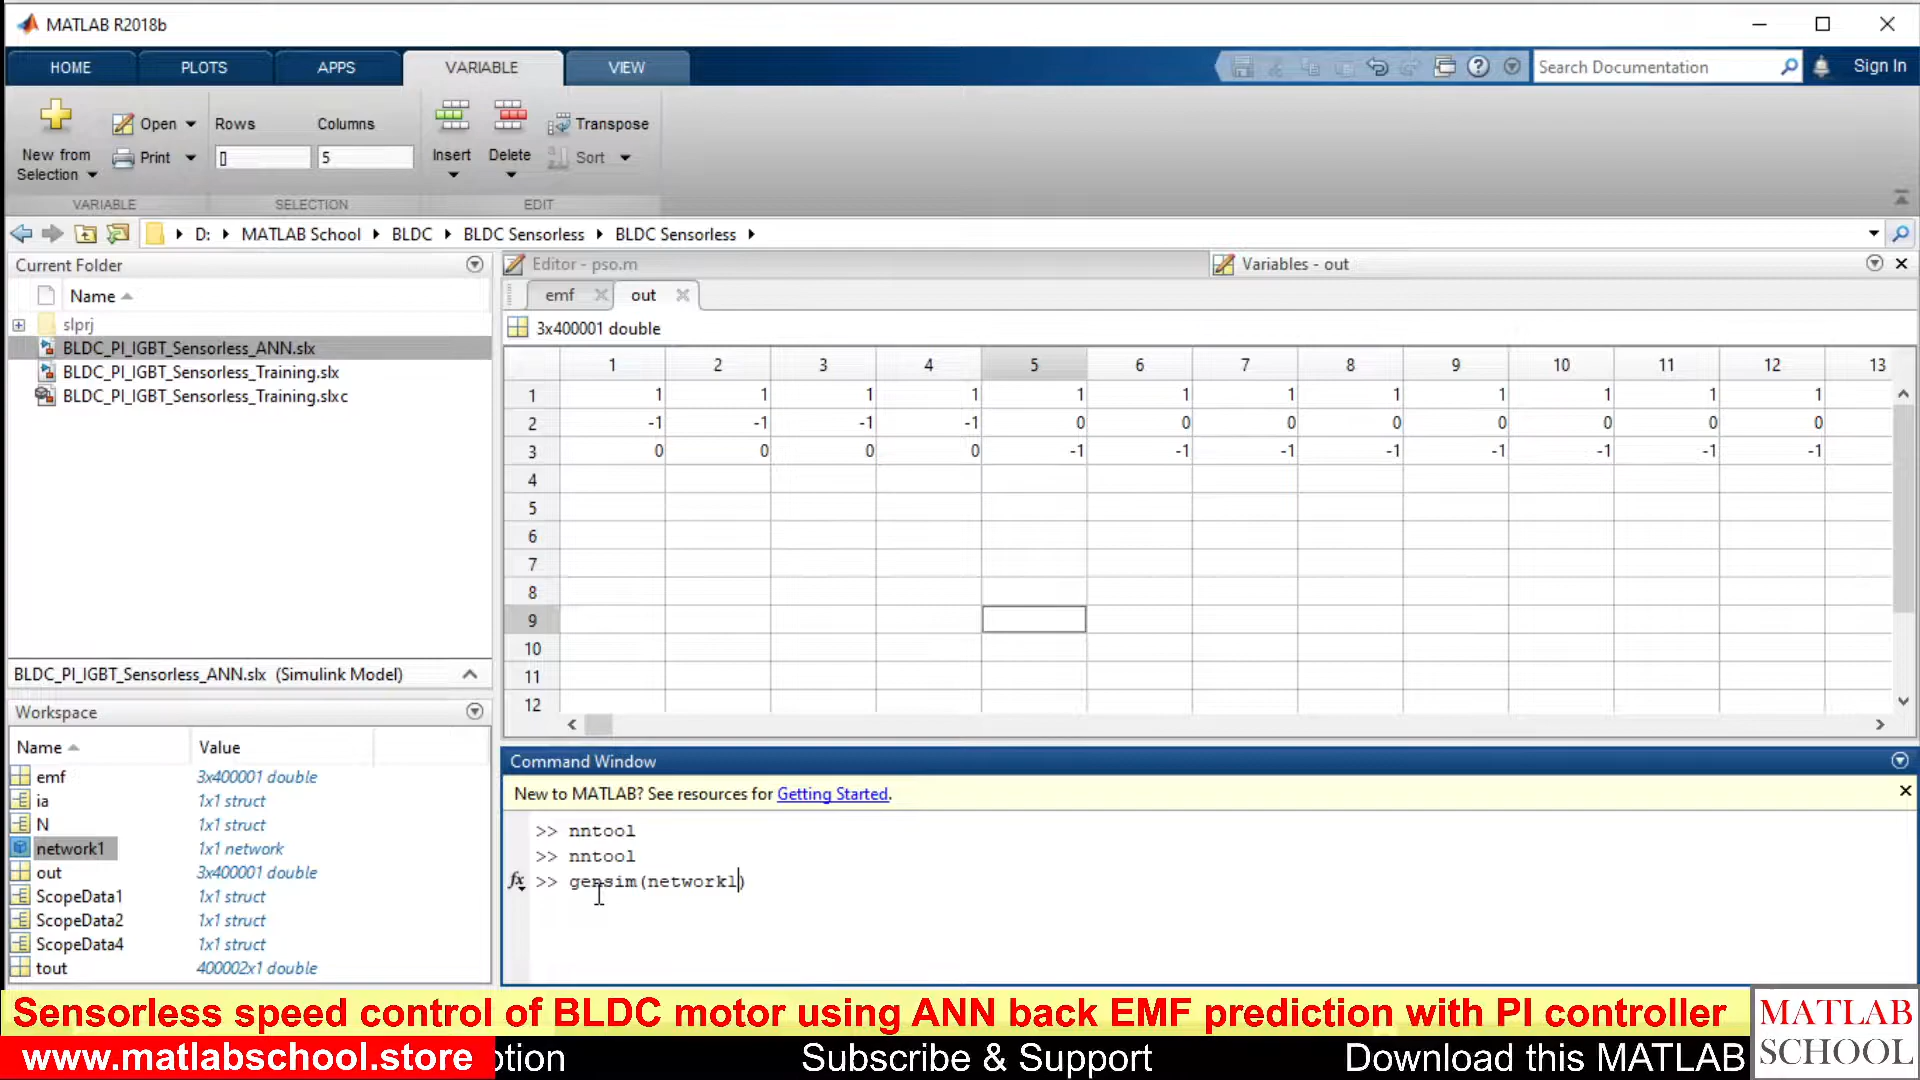 MATLAB R2018b
HOME PLOTS APPS VARIABLE VIEW
Search Documentation Sign In
New from Selection
Open
Print
Rows Columns
[] 5
Insert Delete
Transpose
Sort
VARIABLE SELECTION EDIT
D: MATLAB School BLDC BLDC Sensorless BLDC Sensorless
Current Folder
Name
slprj
BLDC_PI_IGBT_Sensorless_ANN.slx
BLDC_PI_IGBT_Sensorless_Training.slx
BLDC_PI_IGBT_Sensorless_Training.slxc
BLDC_PI_IGBT_Sensorless_ANN.slx (Simulink Model)
Workspace
Name Value
emf 3x400001 double
ia 1x1 struct
N 1x1 struct
network1 1x1 network
out 3x400001 double
ScopeData1 1x1 struct
ScopeData2 1x1 struct
ScopeData4 1x1 struct
tout 400002x1 double
Editor - pso.m
Variables - out
emf out
3x400001 double
1 2 3 4 5 6 7 8 9 10 11 12 13
1 1 1 1 1 1 1 1 1 1 1 1 1
2 -1 -1 -1 -1 0 0 0 0 0 0 0 0
3 0 0 0 0 -1 -1 -1 -1 -1 -1 -1 -1
4
5
6
7
8
9
10
11
12
Command Window
New to MATLAB? See resources for Getting Started.
>> nntool
>> nntool
fx >> gensim(network1)
Sensorless speed control of BLDC motor using ANN back EMF prediction with PI controller
www.matlabschool.store
ption Subscribe & Support Download this MATLAB
MATLAB
SCHOOL